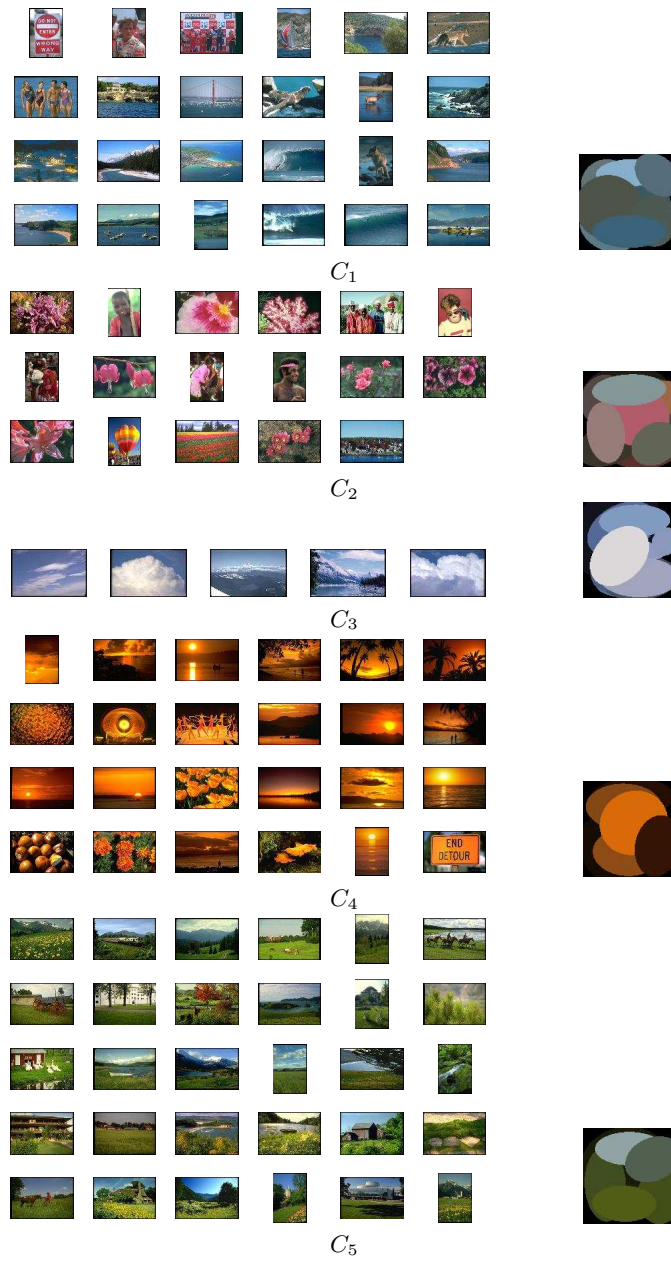 DO NOT
ENTER
WRONG
WAY
C₁
C₂
C₃
C₄
END
DETOUR
C₅